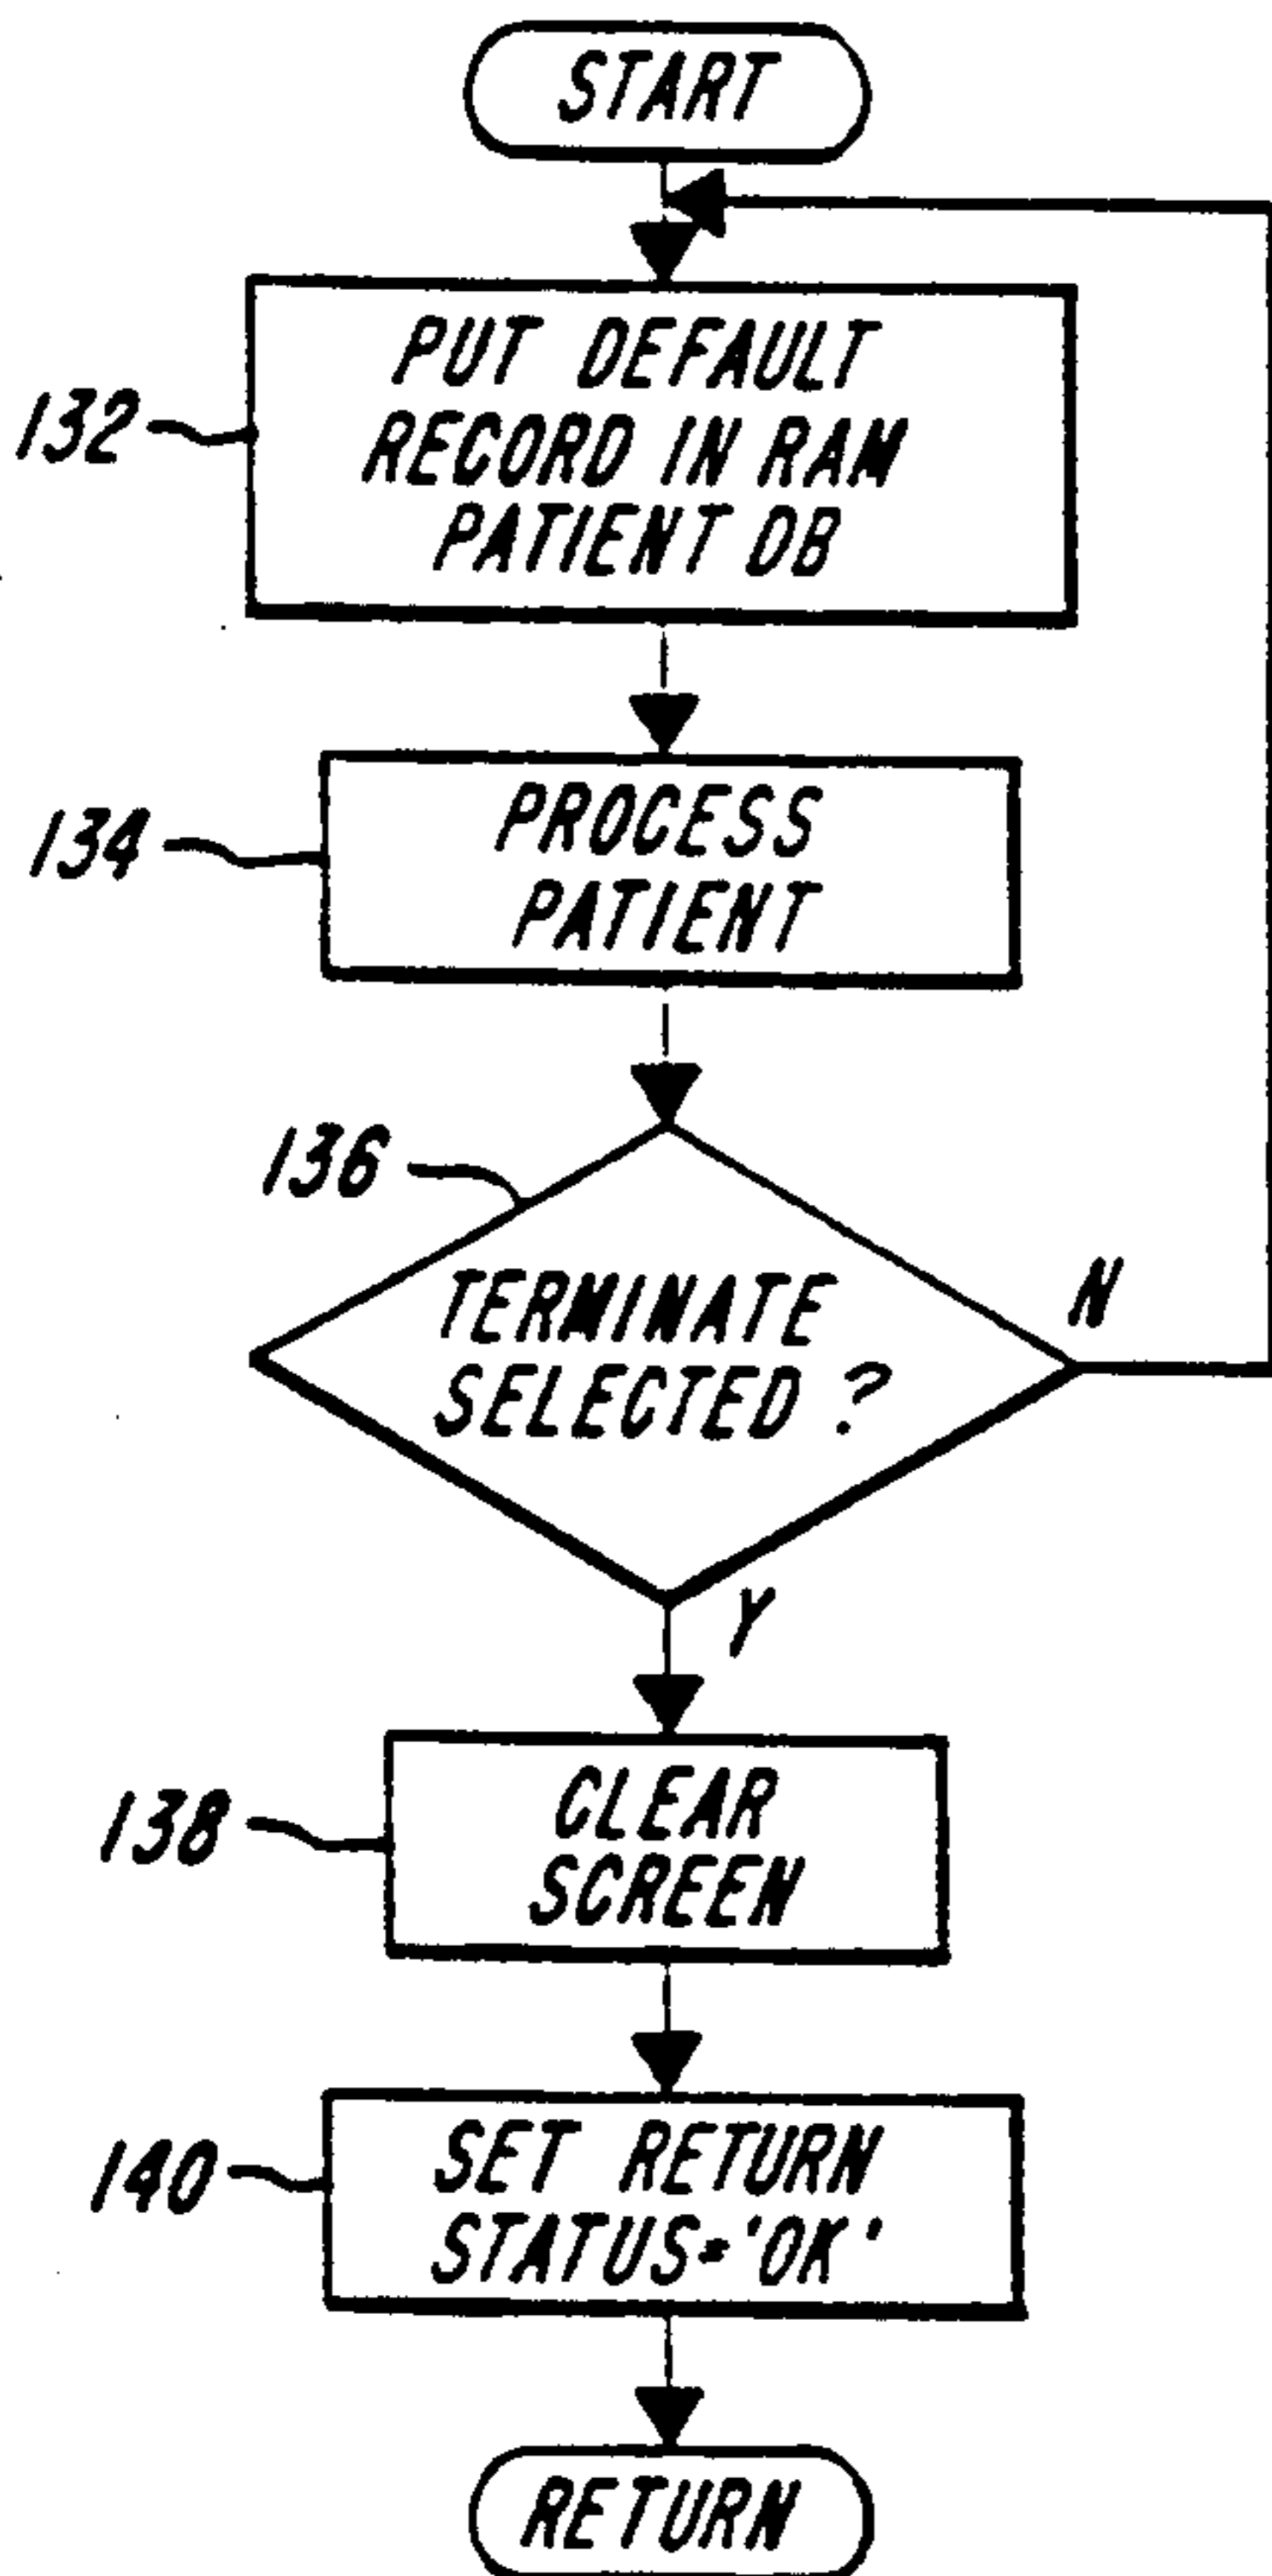 START
132
PUT DEFAULT
RECORD IN RAM
PATIENT DB
134
PROCESS
PATIENT
136
TERMINATE
SELECTED ?
N
Y
138
CLEAR
SCREEN
140
SET RETURN
STATUS='OK'
RETURN